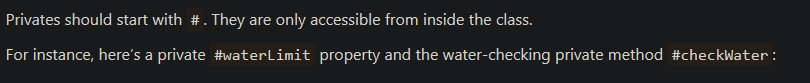 Privates should start with #. They are only accessible from inside the class.
For instance, here’s a private #waterLimit property and the water-checking private method #checkWater: